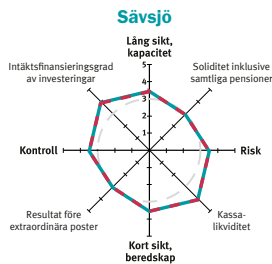 Sävsjö
Lång sikt,
kapacitet
Intäktsfinansieringsgrad
av investeringar
Soliditet inklusive
samtliga pensioner
5
4
3
2
1
Kontroll
Risk
Resultat före
extraordinära poster
Kassa-
likviditet
Kort sikt,
beredskap